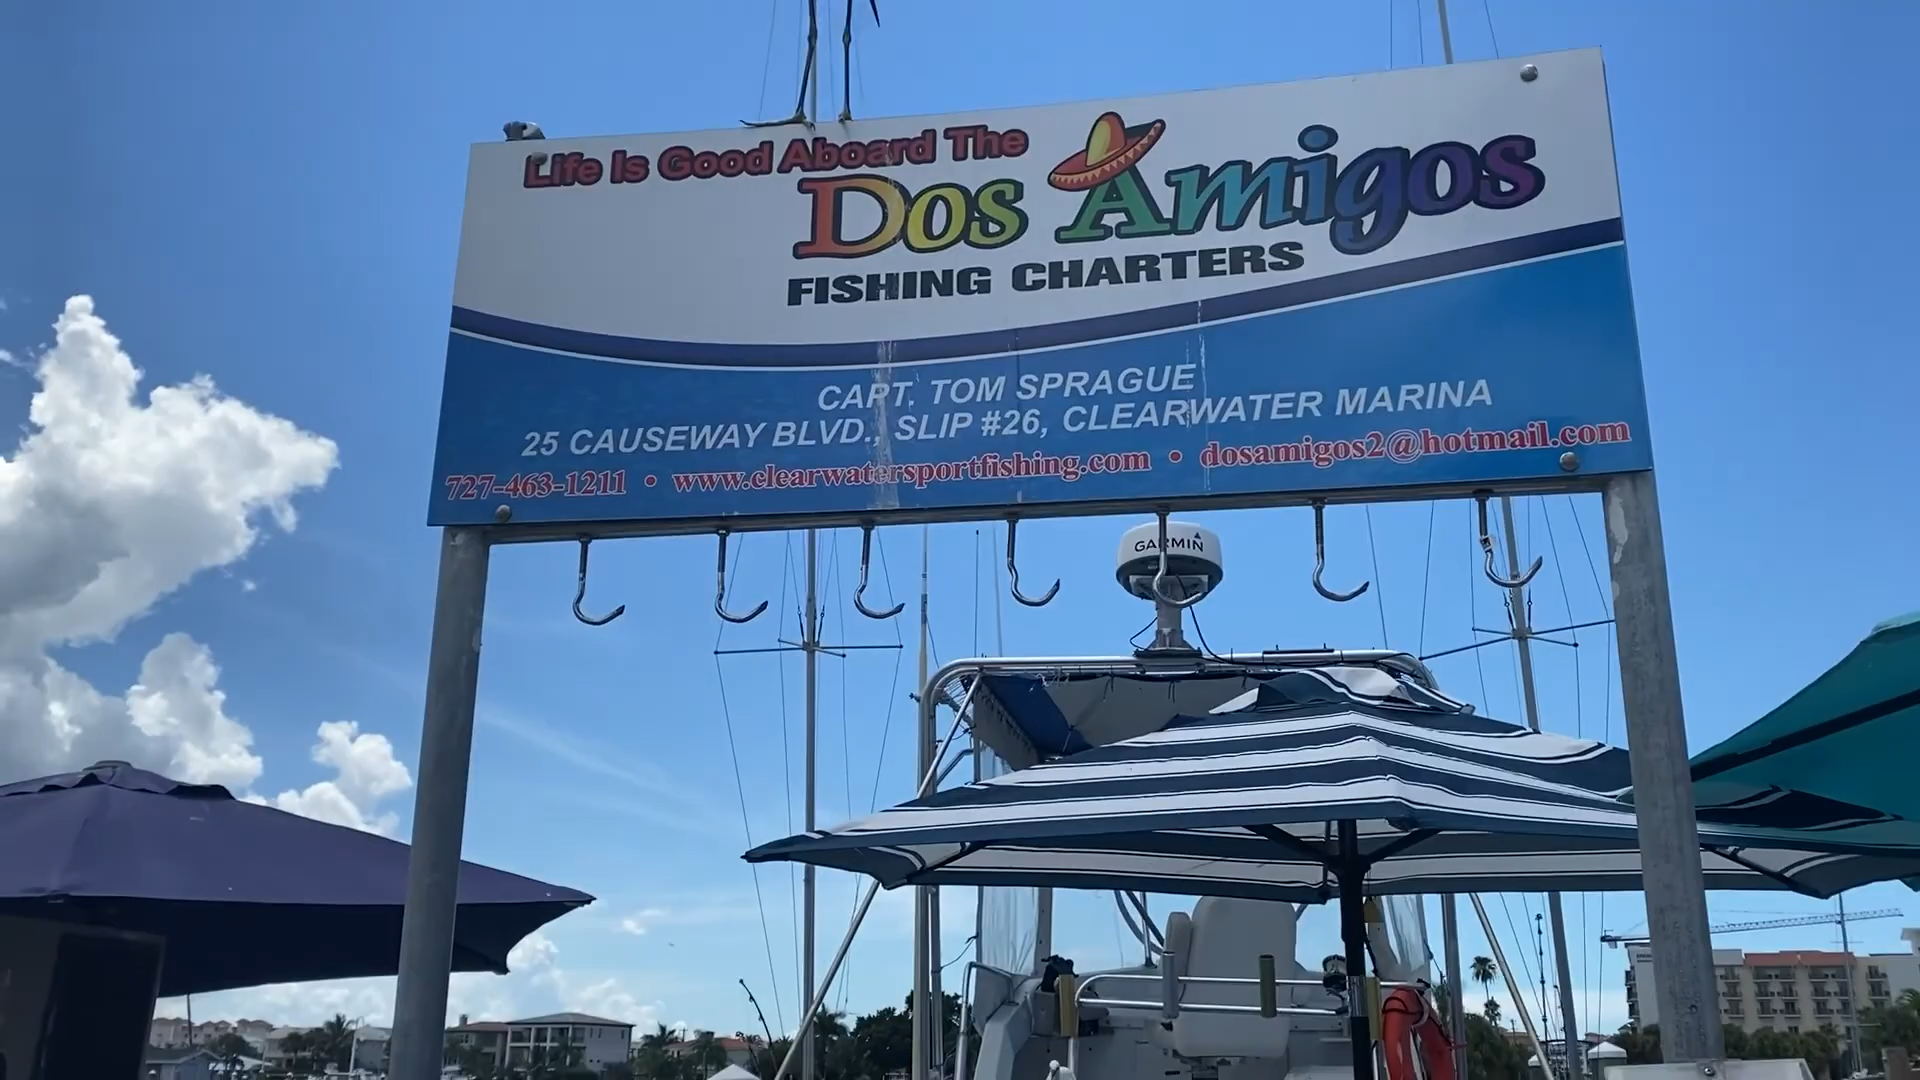 Life Is Good Aboard The
Dos Amigos
FISHING CHARTERS
CAPT. TOM SPRAGUE
25 CAUSEWAY BLVD., SLIP #26, CLEARWATER MARINA
727-463-1211 • www.clearwatersportfishing.com • dosamigos2@hotmail.com
GARMIN